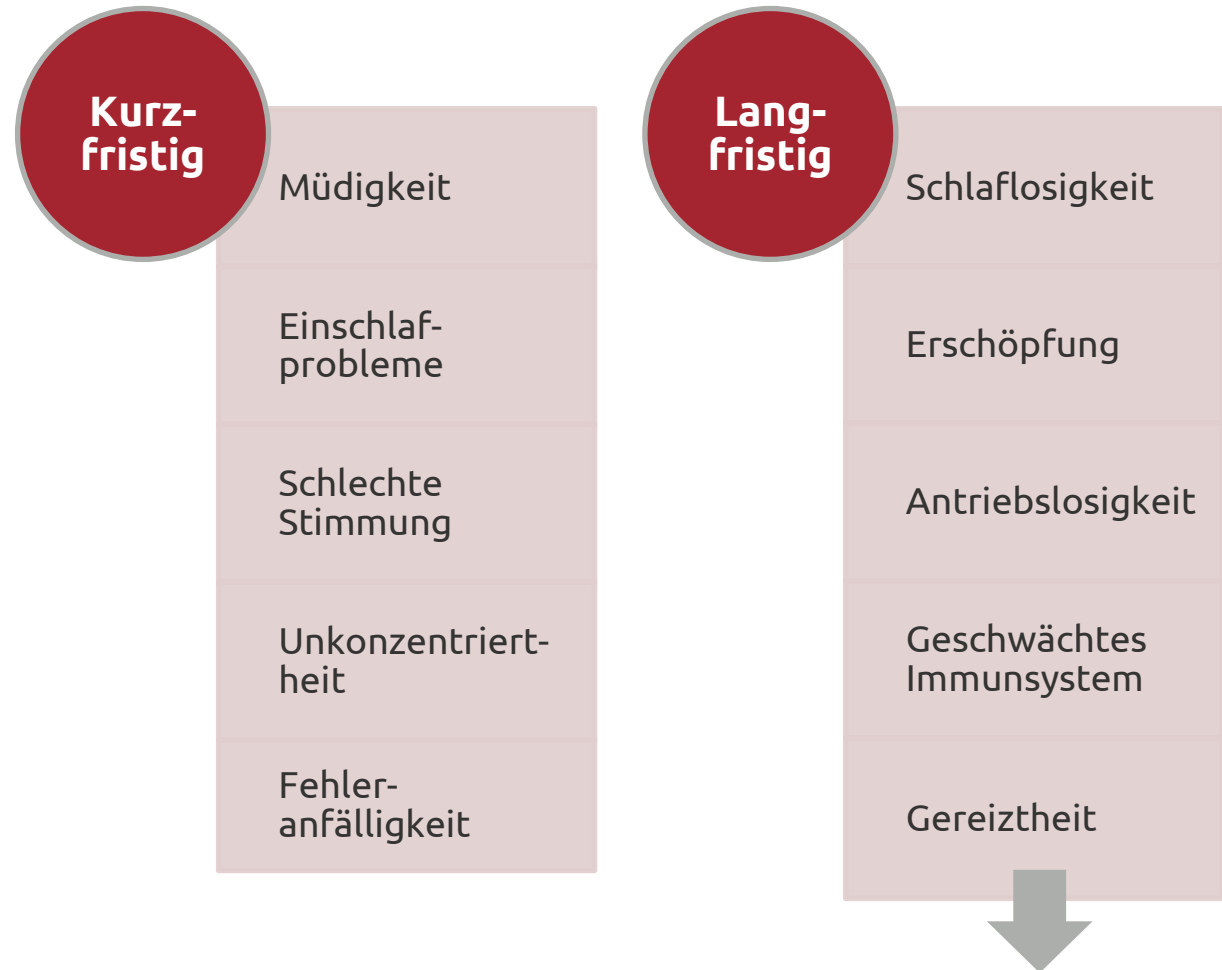 Kurz-
fristig
Müdigkeit
Einschlaf-
probleme
Schlechte
Stimmung
Unkonzentriert-
heit
Fehler-
anfälligkeit
Lang-
fristig
Schlaflosigkeit
Erschöpfung
Antriebslosigkeit
Geschwächtes
Immunsystem
Gereiztheit